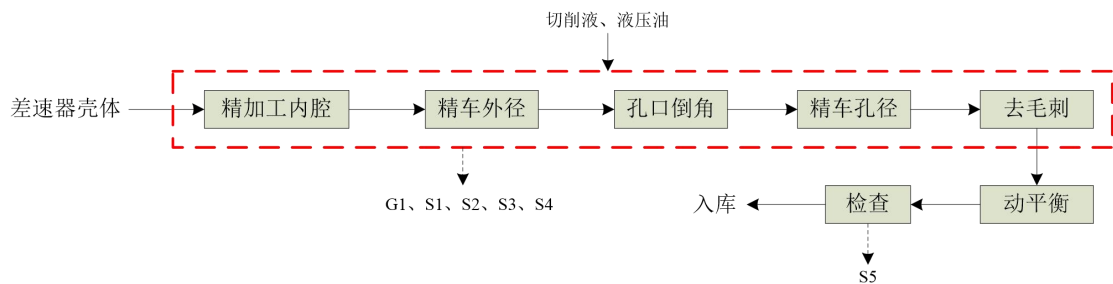 切削液、液压油
差速器壳体
精加工内腔
精车外径
孔口倒角
精车孔径
去毛刺
G1、S1、S2、S3、S4
入库
检查
动平衡
S5